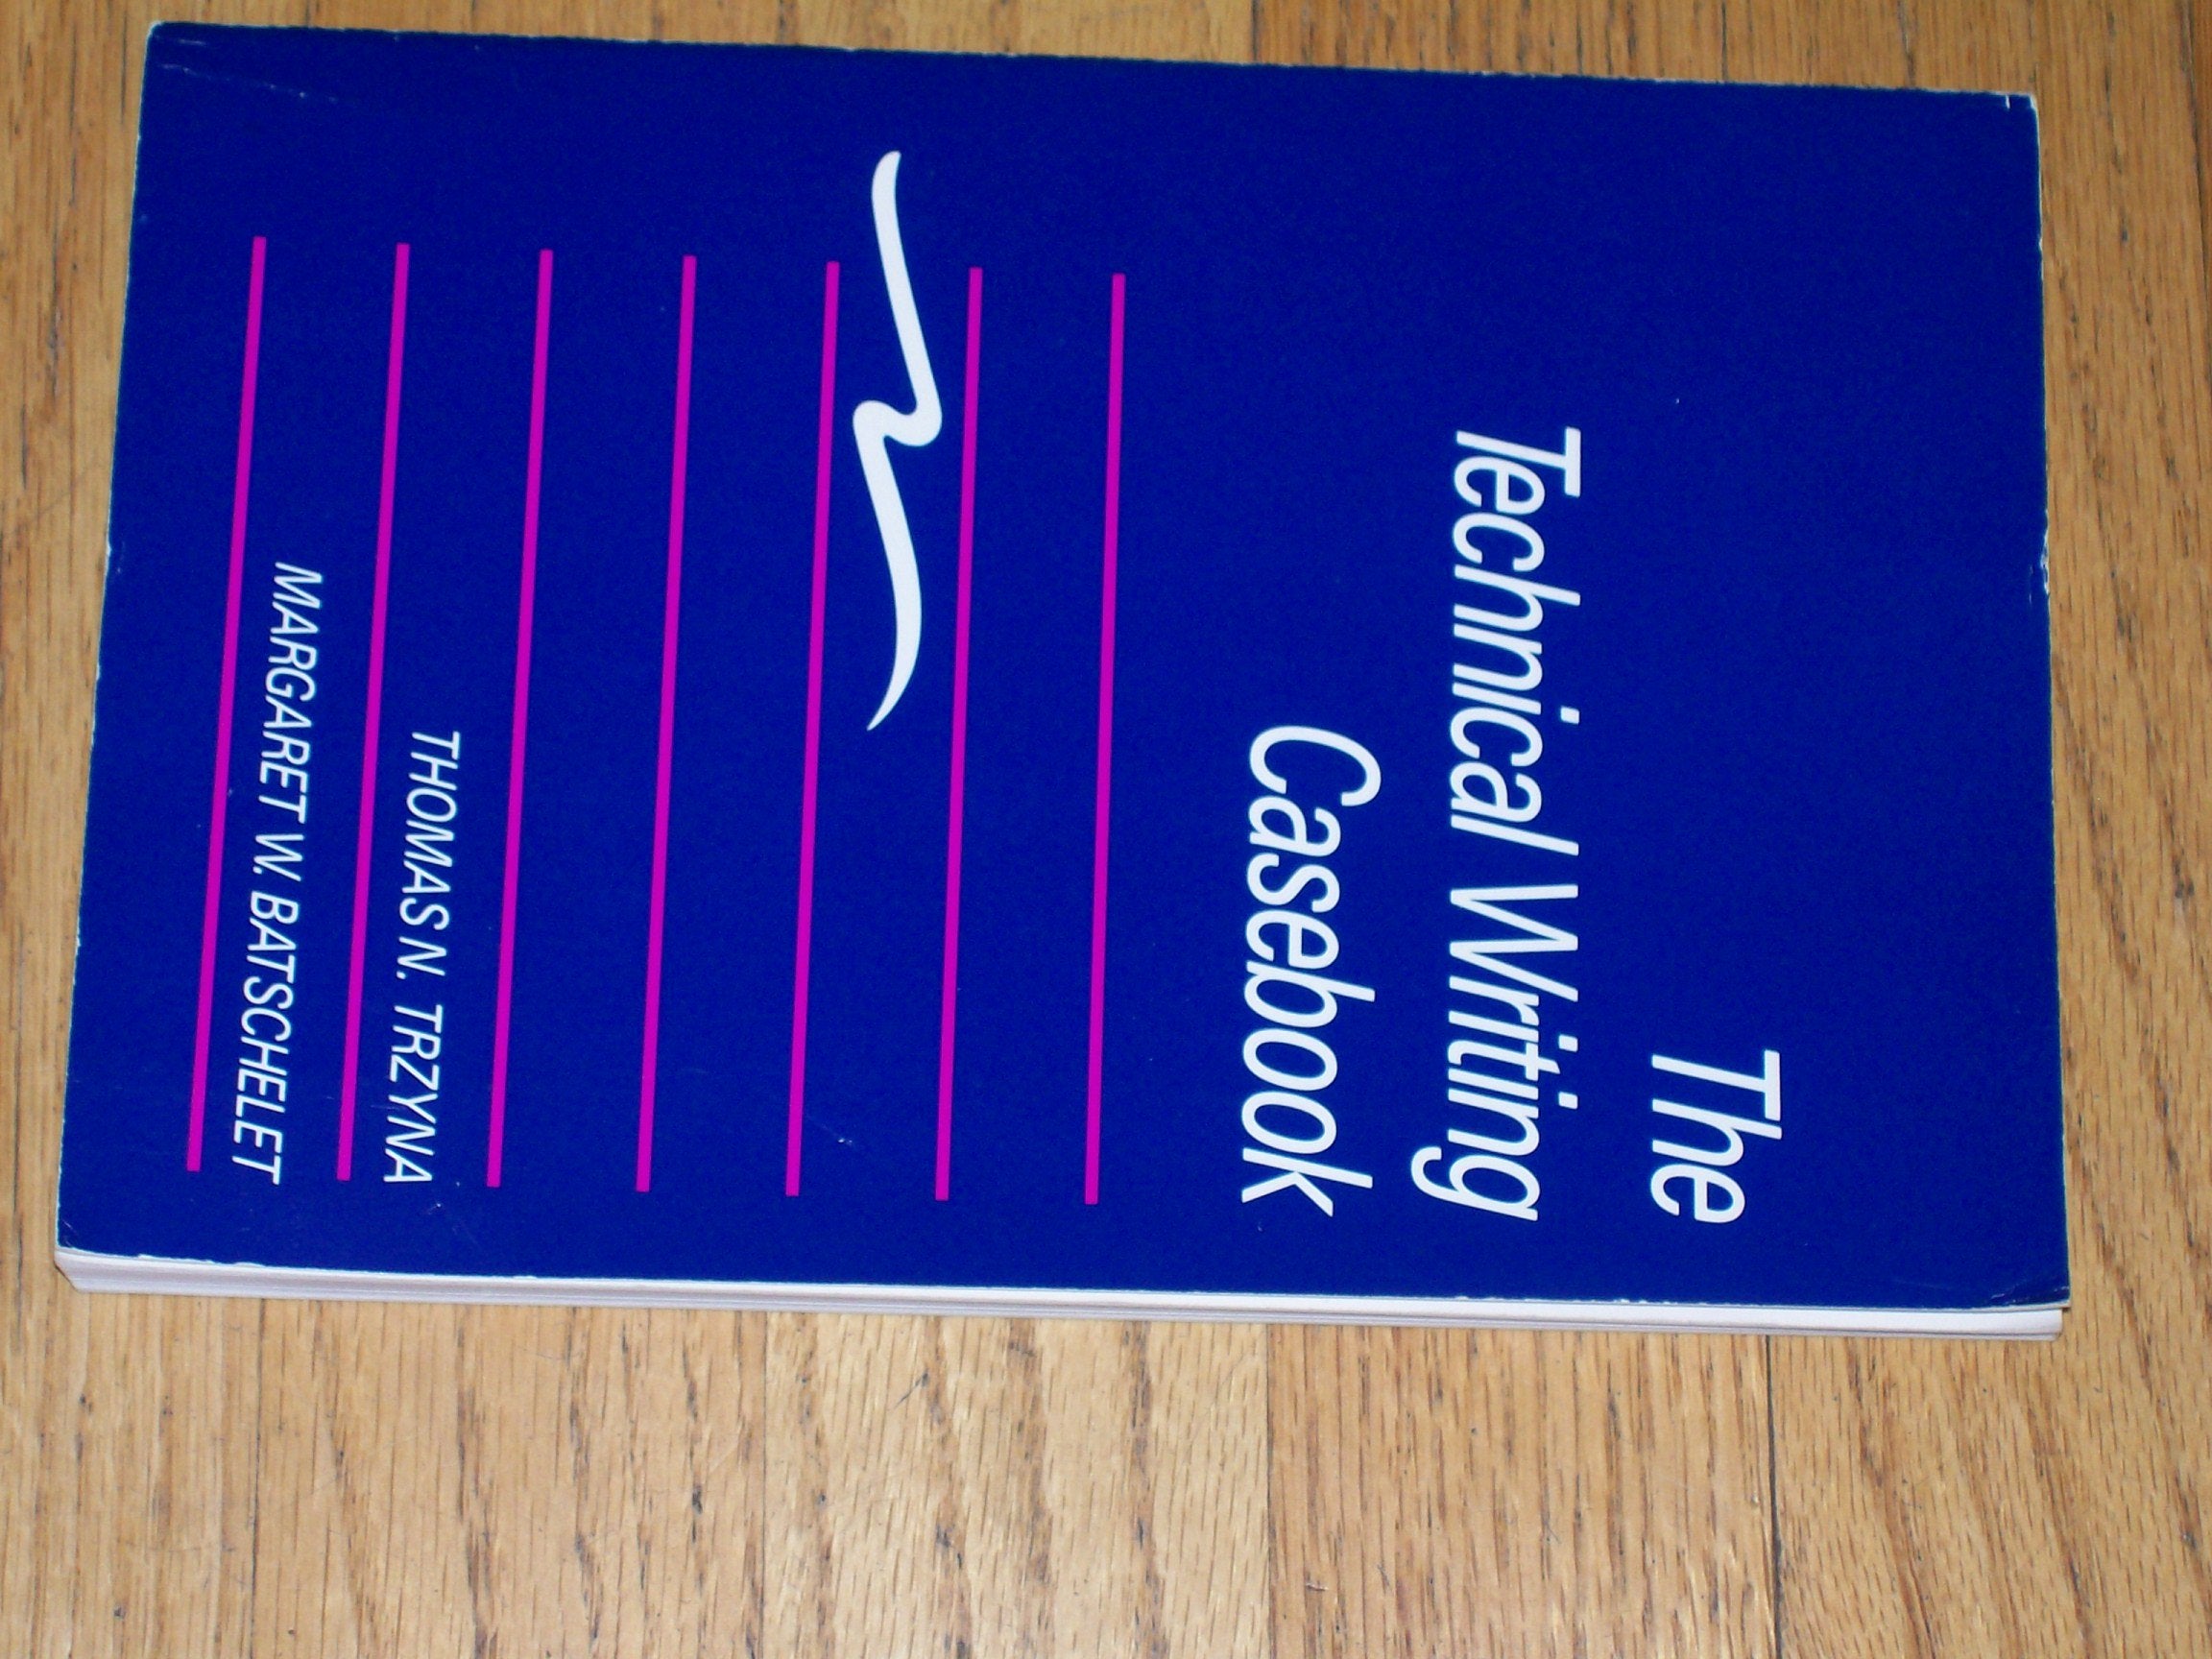 The
Technical Writing
Casebook
THOMAS N. TRZYNA
MARGARET W. BATSCHELET